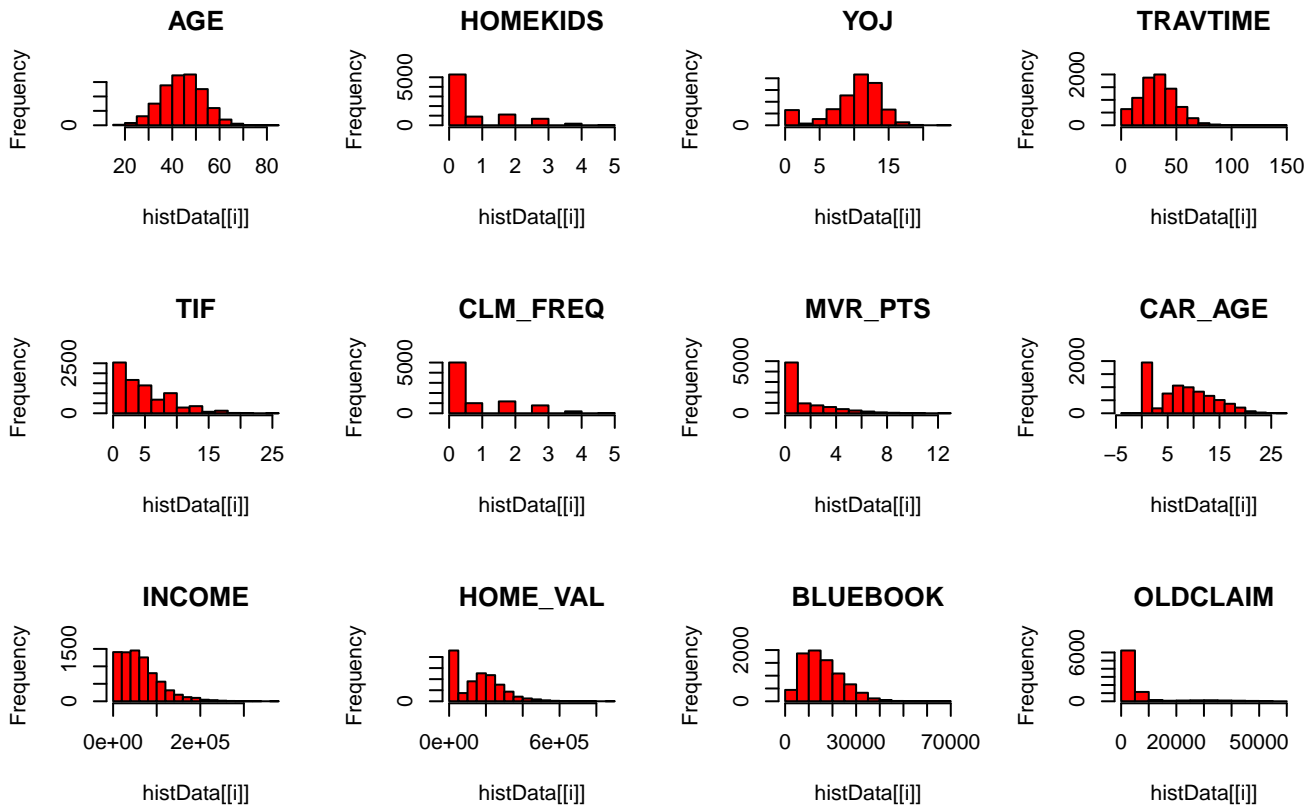 AGE
HOMEKIDS
YOJ
TRAVTIME
Frequency
0
20 40 60 80
histData[[i]]
Frequency
0 5000
0 1 2 3 4 5
histData[[i]]
Frequency
0
0 5 15
histData[[i]]
Frequency
0 2000
0 50 100 150
histData[[i]]
TIF
CLM_FREQ
MVR_PTS
CAR_AGE
Frequency
0 2500
0 5 15 25
histData[[i]]
Frequency
0 5000
0 1 2 3 4 5
histData[[i]]
Frequency
0 5000
0 4 8 12
histData[[i]]
Frequency
0 2000
−5 5 15 25
histData[[i]]
INCOME
HOME_VAL
BLUEBOOK
OLDCLAIM
Frequency
0 1500
0e+00 2e+05
histData[[i]]
Frequency
0
0e+00 6e+05
histData[[i]]
Frequency
0 2000
0 30000 70000
histData[[i]]
Frequency
0 6000
0 20000 50000
histData[[i]]